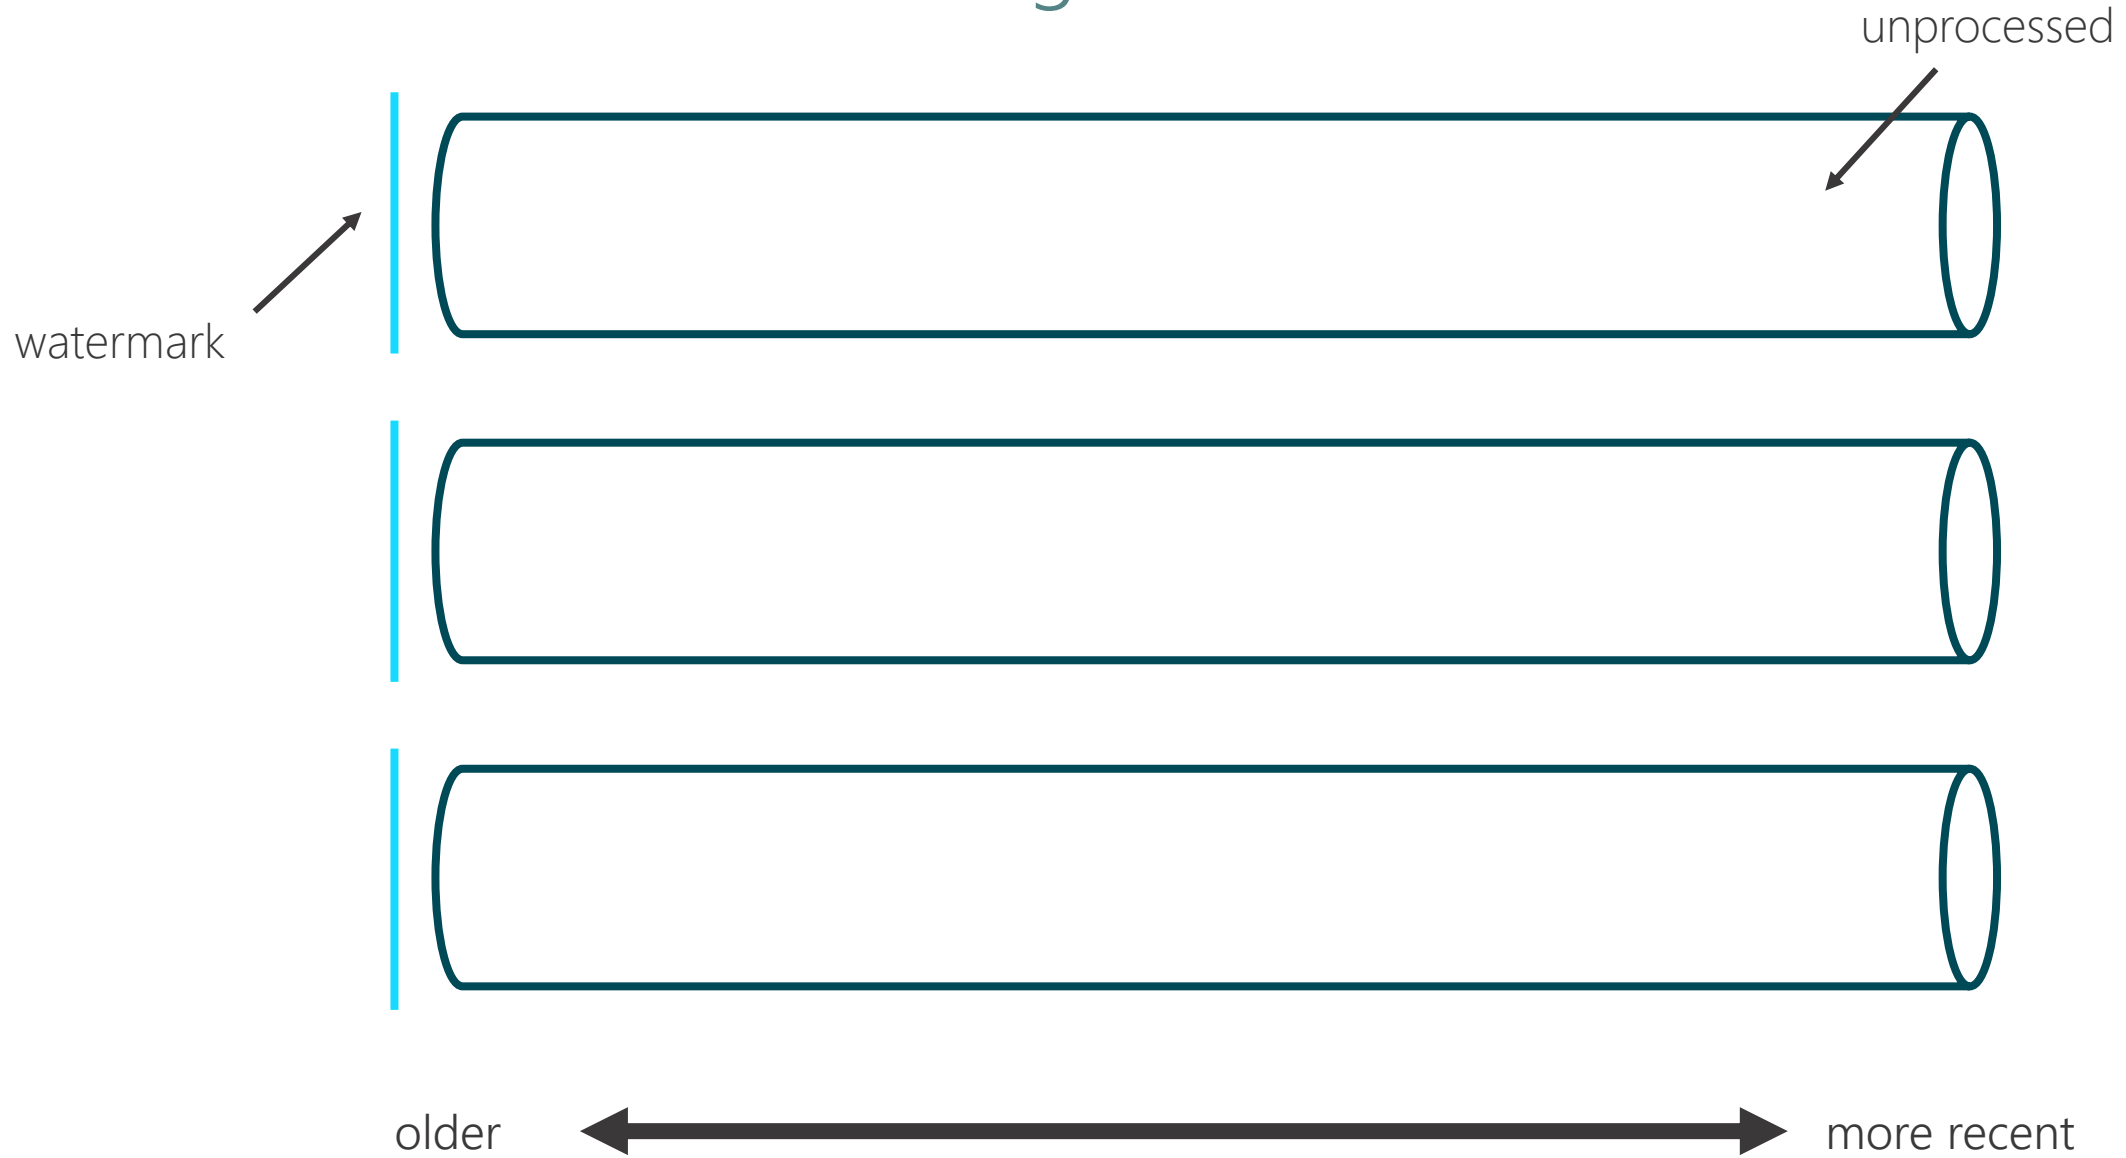 unprocessed
watermark
older
more recent